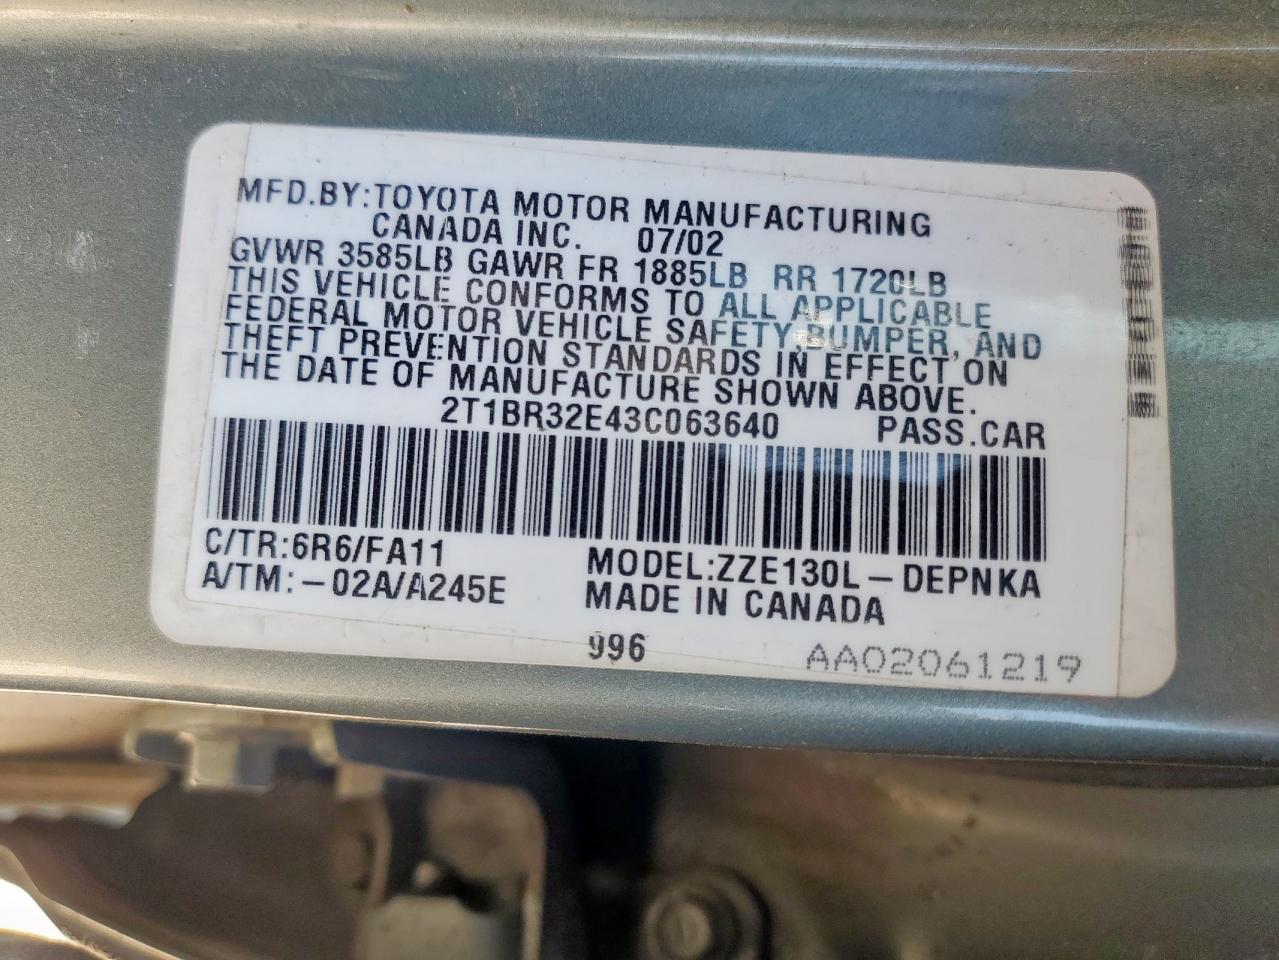 MFD.BY:TOYOTA MOTOR MANUFACTURING
CANADA INC. 07/02
GVWR 3585LB GAWR FR 1885LB RR 1720LB
THIS VEHICLE CONFORMS TO ALL APPLICABLE
FEDERAL MOTOR VEHICLE SAFETY,BUMPER, AND
THEFT PREVENTION STANDARDS IN EFFECT ON
THE DATE OF MANUFACTURE SHOWN ABOVE.
2T1BR32E43C063640 PASS.CAR
C/TR:6R6/FA11 MODEL:ZZE130L-DEPNKA
A/TM:-02A/A245E MADE IN CANADA
996 AA02061219